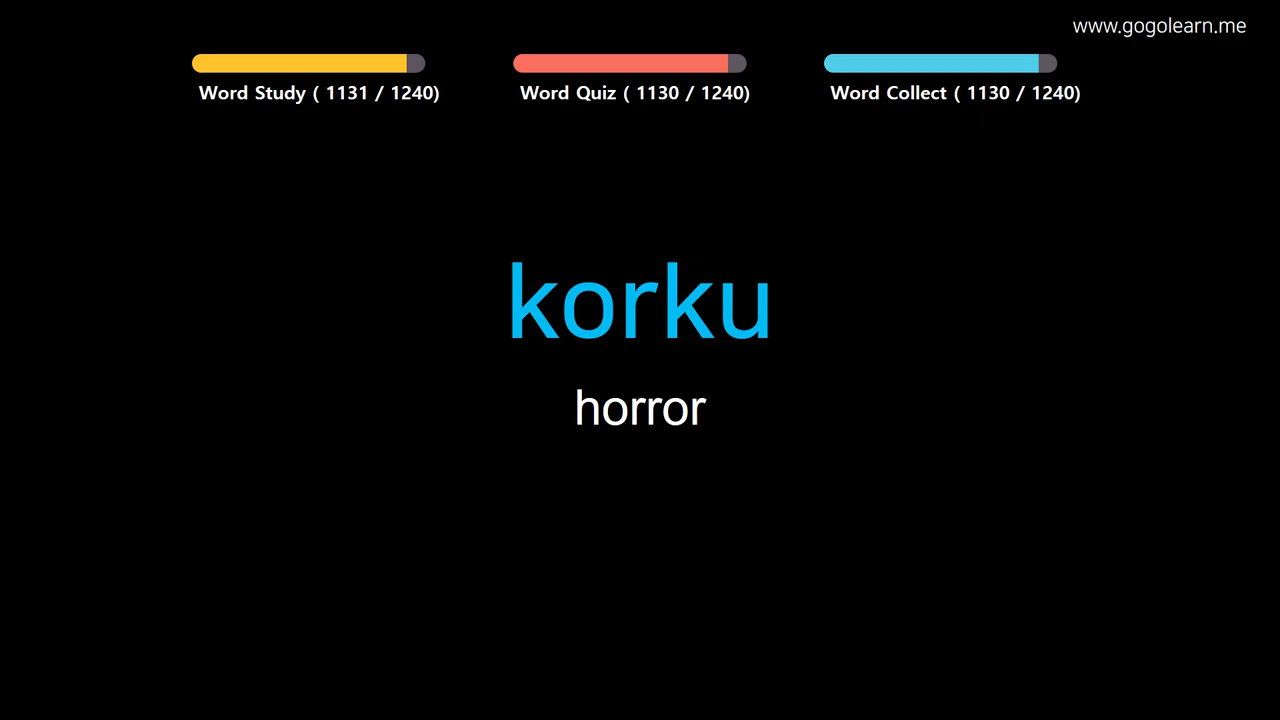 www.gogolearn.me
Word Study ( 1131 / 1240)
Word Quiz ( 1130 / 1240)
Word Collect ( 1130 / 1240)
korku
horror